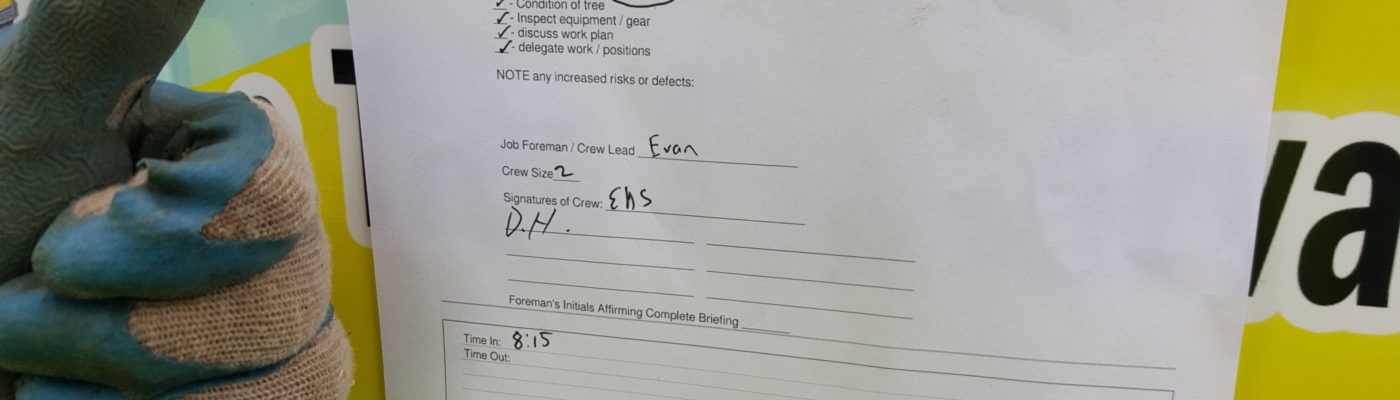 ✓ - Condition of tree
✓ - Inspect equipment / gear
✓ - discuss work plan
✓ - delegate work / positions
NOTE any increased risks or defects:
Job Foreman / Crew Lead Evan
Crew Size 2
Signatures of Crew: EhS
D.H.
Foreman's Initials Affirming Complete Briefing
Time In: 8:15
Time Out:
va